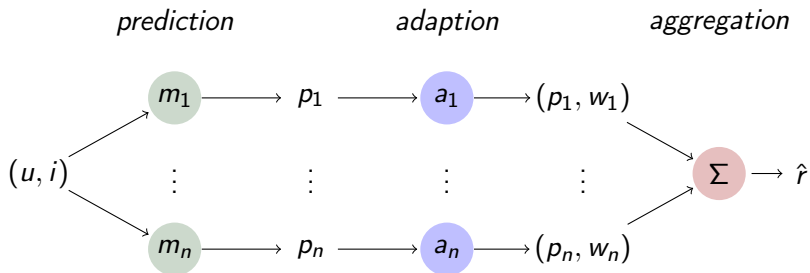 prediction adaption aggregation
m₁ p₁ a₁ (p₁, w₁)
(u, i) ⋮ ⋮ ⋮ ⋮ Σ r̂
mₙ pₙ aₙ (pₙ, wₙ)